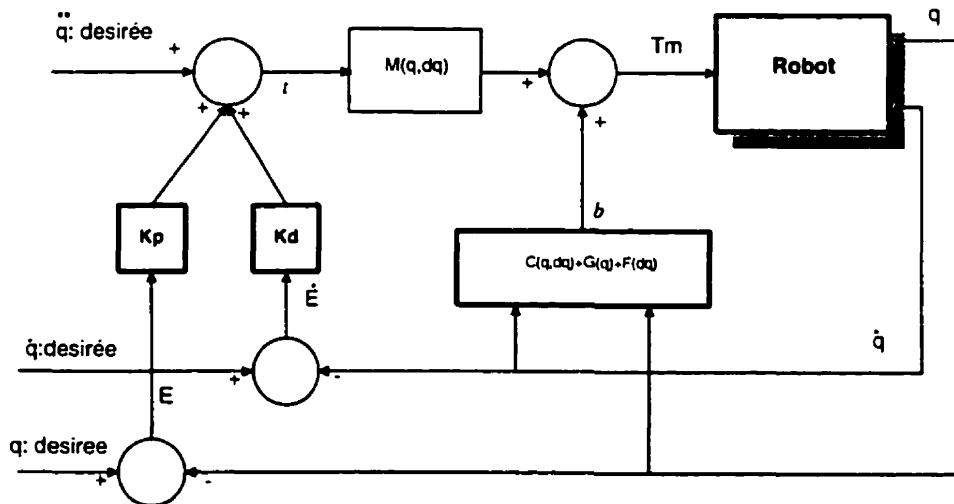 q̈: desirée
+
+
+
t
M(q,dq)
+
+
Tm
Robot
q
Kp
Kd
b
C(q,dq)+G(q)+F(dq)
Ė
q̇:desirée
+
-
q̇
E
q: desiree
+
-